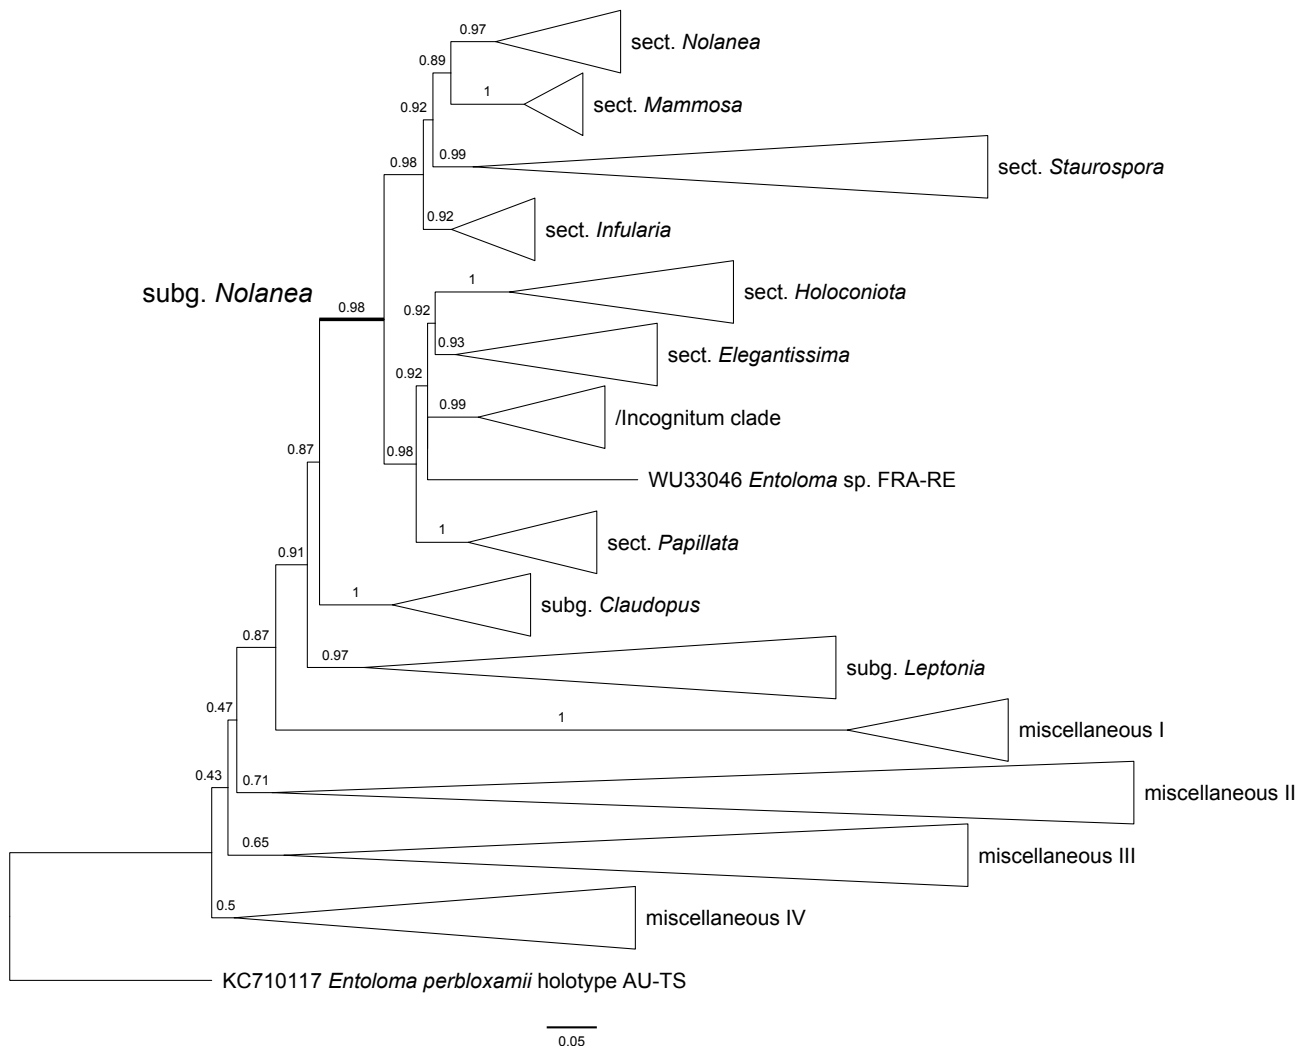 0.97
sect. Nolanea
0.89
1
sect. Mammosa
0.92
0.99
sect. Staurospora
0.98
0.92
sect. Infularia
1
sect. Holoconiota
subg. Nolanea
0.98
0.92
0.93
sect. Elegantissima
0.92
0.99
/Incognitum clade
0.87
0.98
WU33046 Entoloma sp. FRA-RE
1
sect. Papillata
0.91
1
subg. Claudopus
0.87
0.97
subg. Leptonia
0.47
1
miscellaneous I
0.43
0.71
miscellaneous II
0.65
miscellaneous III
0.5
miscellaneous IV
KC710117 Entoloma perbloxamii holotype AU-TS
0.05